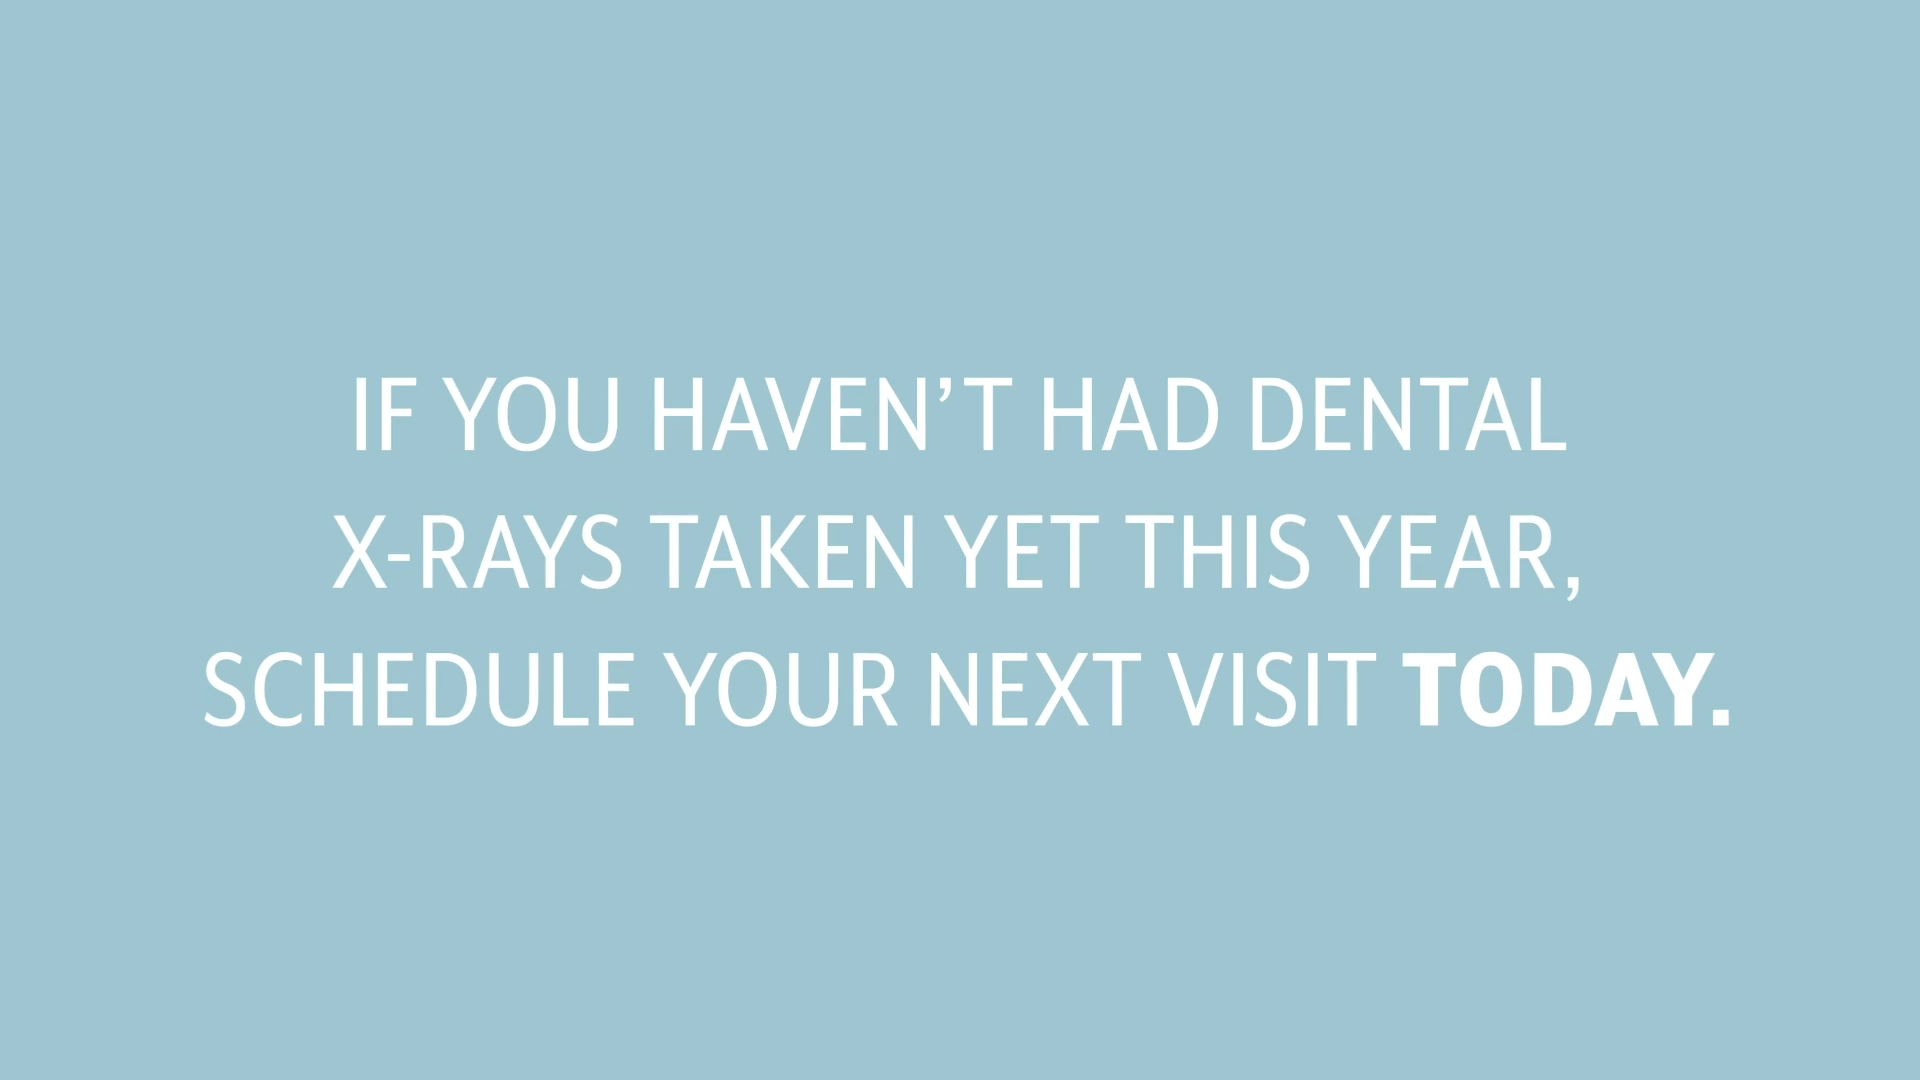 IF YOU HAVEN’T HAD DENTAL
X-RAYS TAKEN YET THIS YEAR,
SCHEDULE YOUR NEXT VISIT TODAY.